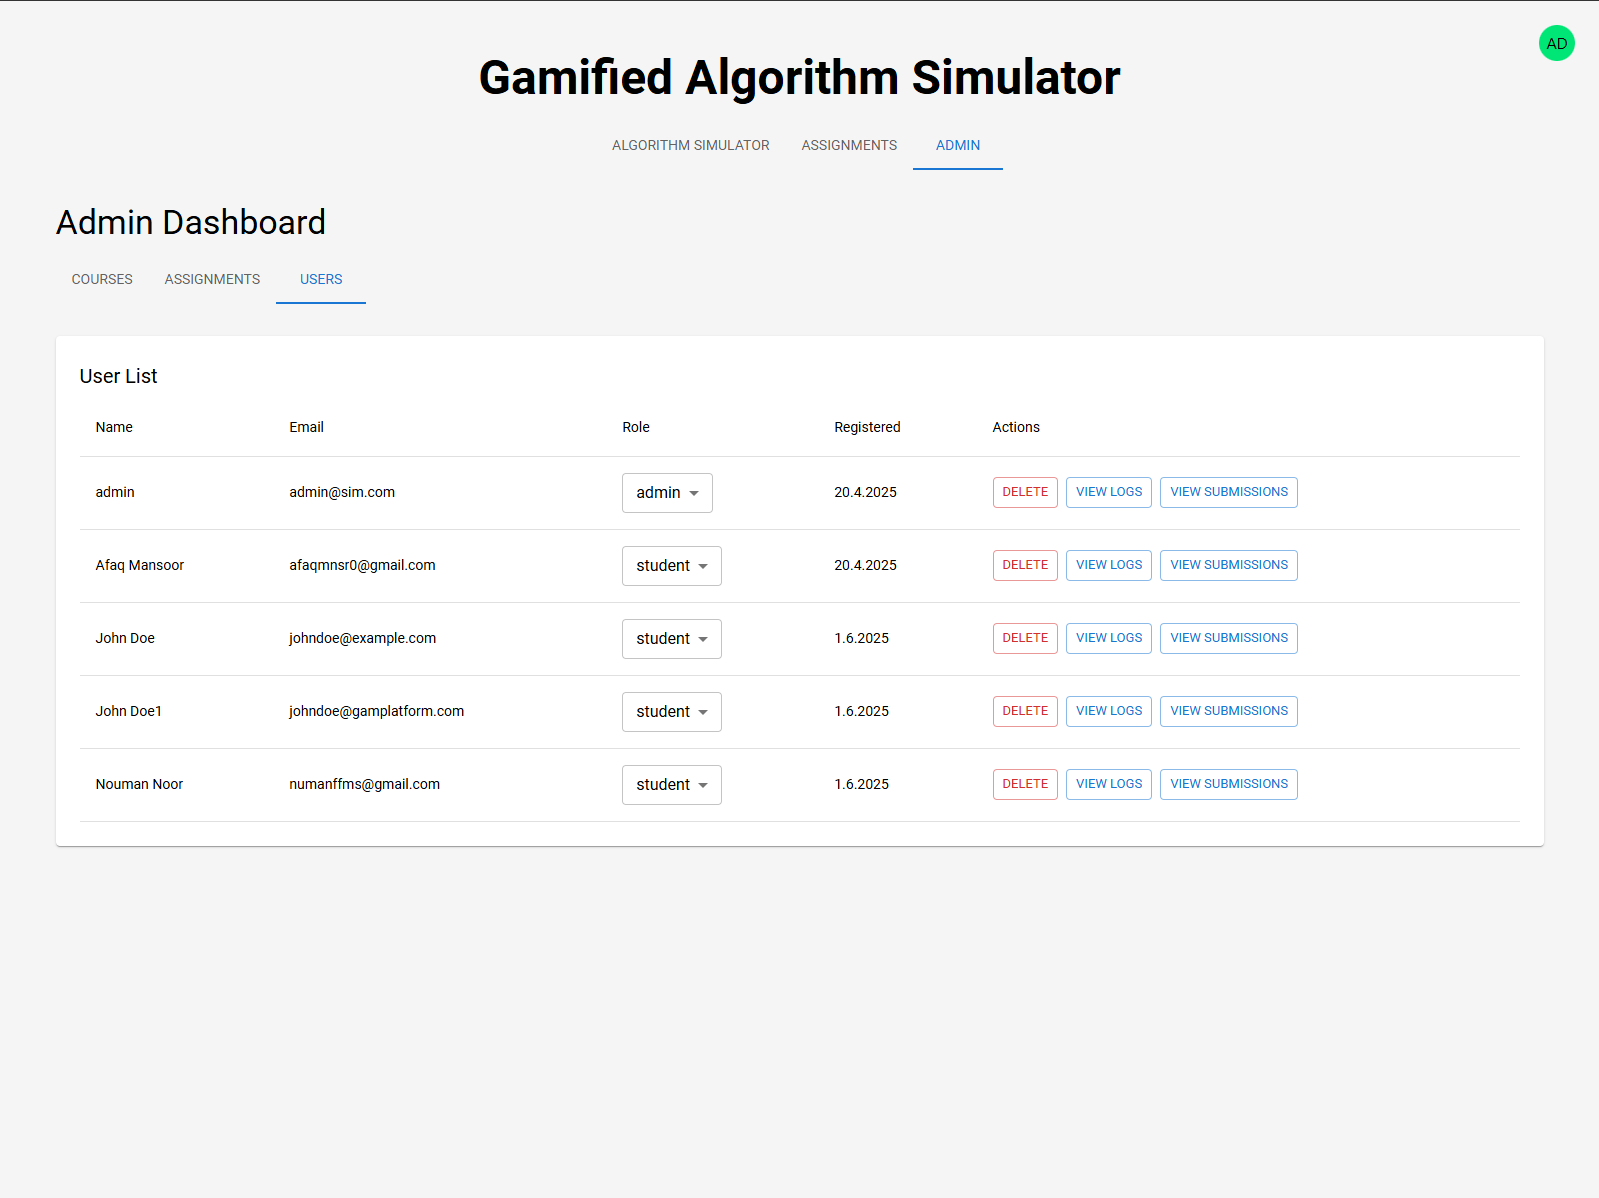 AD
Gamified Algorithm Simulator
ALGORITHM SIMULATOR ASSIGNMENTS ADMIN
Admin Dashboard
COURSES ASSIGNMENTS USERS
User List
Name Email Role Registered Actions
admin admin@sim.com admin 20.4.2025 DELETE VIEW LOGS VIEW SUBMISSIONS
Afaq Mansoor afaqmnsr0@gmail.com student 20.4.2025 DELETE VIEW LOGS VIEW SUBMISSIONS
John Doe johndoe@example.com student 1.6.2025 DELETE VIEW LOGS VIEW SUBMISSIONS
John Doe1 johndoe@gamplatform.com student 1.6.2025 DELETE VIEW LOGS VIEW SUBMISSIONS
Nouman Noor numanffms@gmail.com student 1.6.2025 DELETE VIEW LOGS VIEW SUBMISSIONS